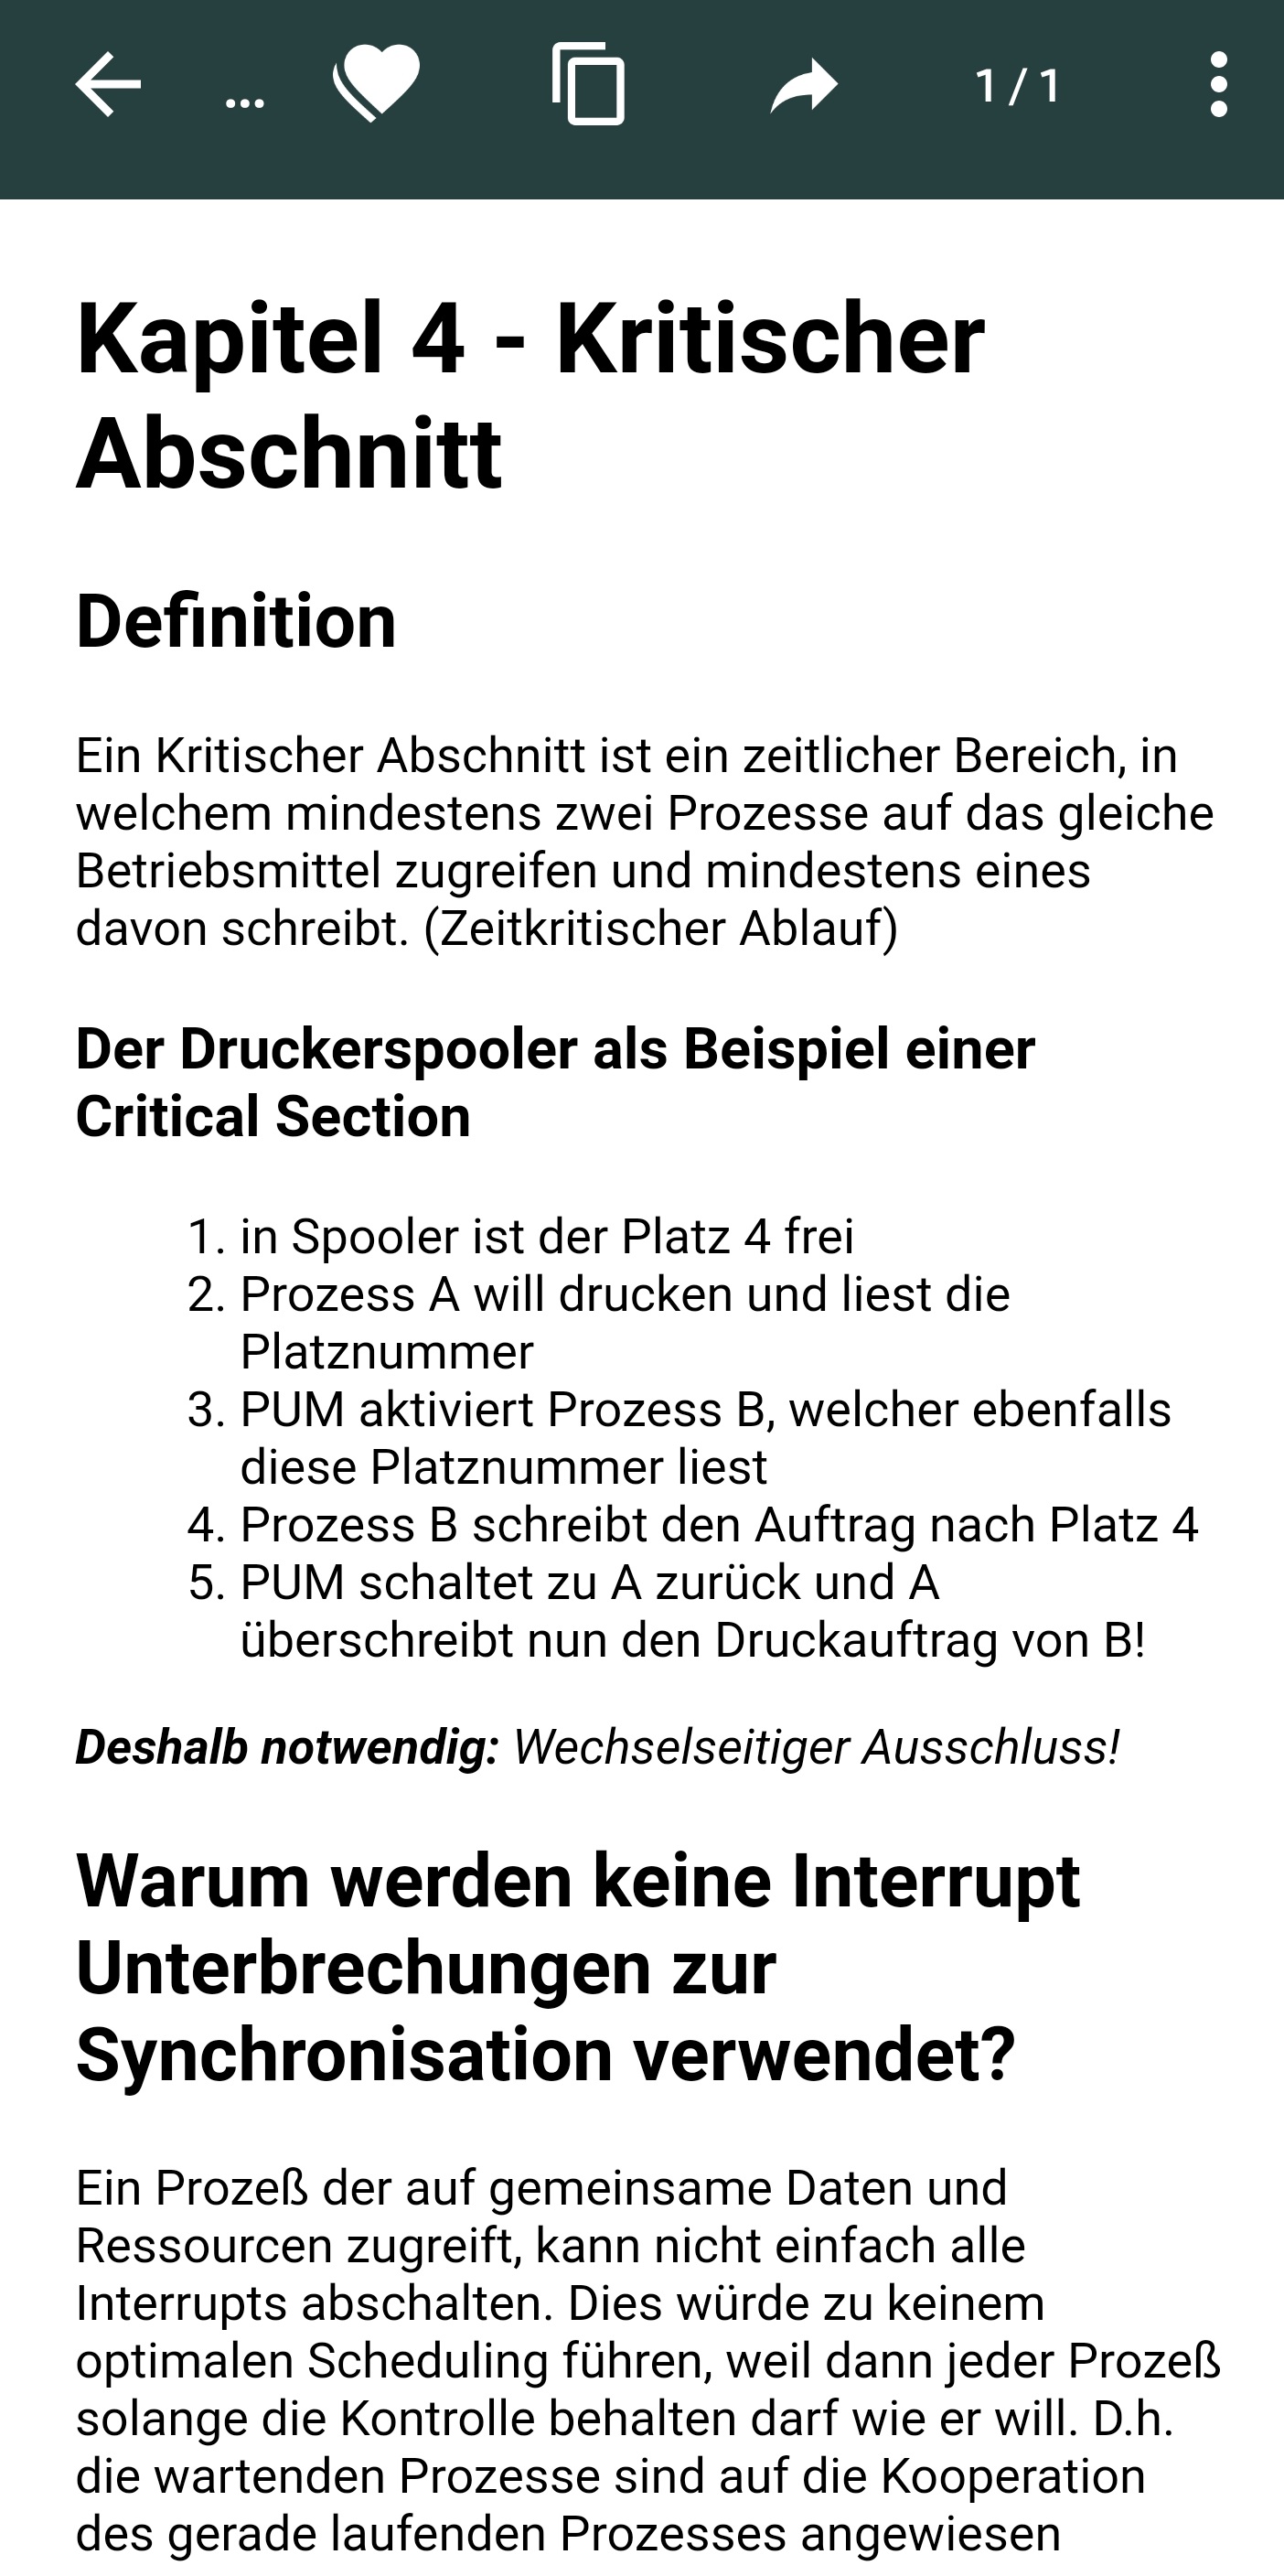 ...
1 / 1
Kapitel 4 - Kritischer
Abschnitt
Definition
Ein Kritischer Abschnitt ist ein zeitlicher Bereich, in
welchem mindestens zwei Prozesse auf das gleiche
Betriebsmittel zugreifen und mindestens eines
davon schreibt. (Zeitkritischer Ablauf)
Der Druckerspooler als Beispiel einer
Critical Section
1. in Spooler ist der Platz 4 frei
2. Prozess A will drucken und liest die
Platznummer
3. PUM aktiviert Prozess B, welcher ebenfalls
diese Platznummer liest
4. Prozess B schreibt den Auftrag nach Platz 4
5. PUM schaltet zu A zurück und A
überschreibt nun den Druckauftrag von B!
Deshalb notwendig: Wechselseitiger Ausschluss!
Warum werden keine Interrupt
Unterbrechungen zur
Synchronisation verwendet?
Ein Prozeß der auf gemeinsame Daten und
Ressourcen zugreift, kann nicht einfach alle
Interrupts abschalten. Dies würde zu keinem
optimalen Scheduling führen, weil dann jeder Prozeß
solange die Kontrolle behalten darf wie er will. D.h.
die wartenden Prozesse sind auf die Kooperation
des gerade laufenden Prozesses angewiesen